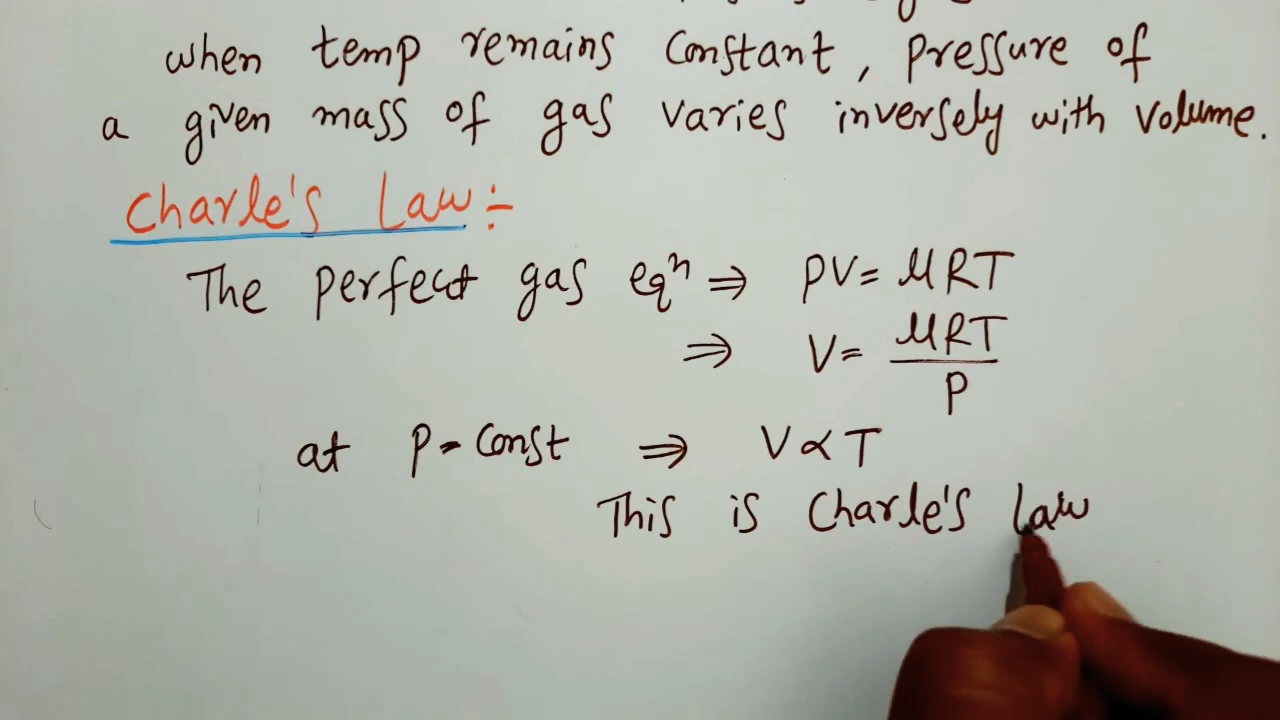 when temp remains constant, pressure of
a given mass of gas varies inversely with volume.
Charle's Law :-
The perfect gas eqⁿ ⇒ PV = μRT
⇒ V = μRT / P
at P = const ⇒ V ∝ T
This is Charle's law